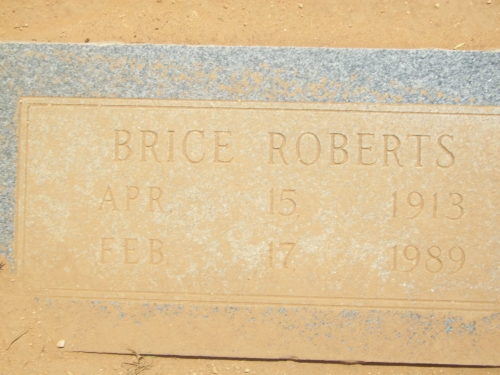 BRICE ROBERTS
APR. 15 1913
FEB. 17 1989